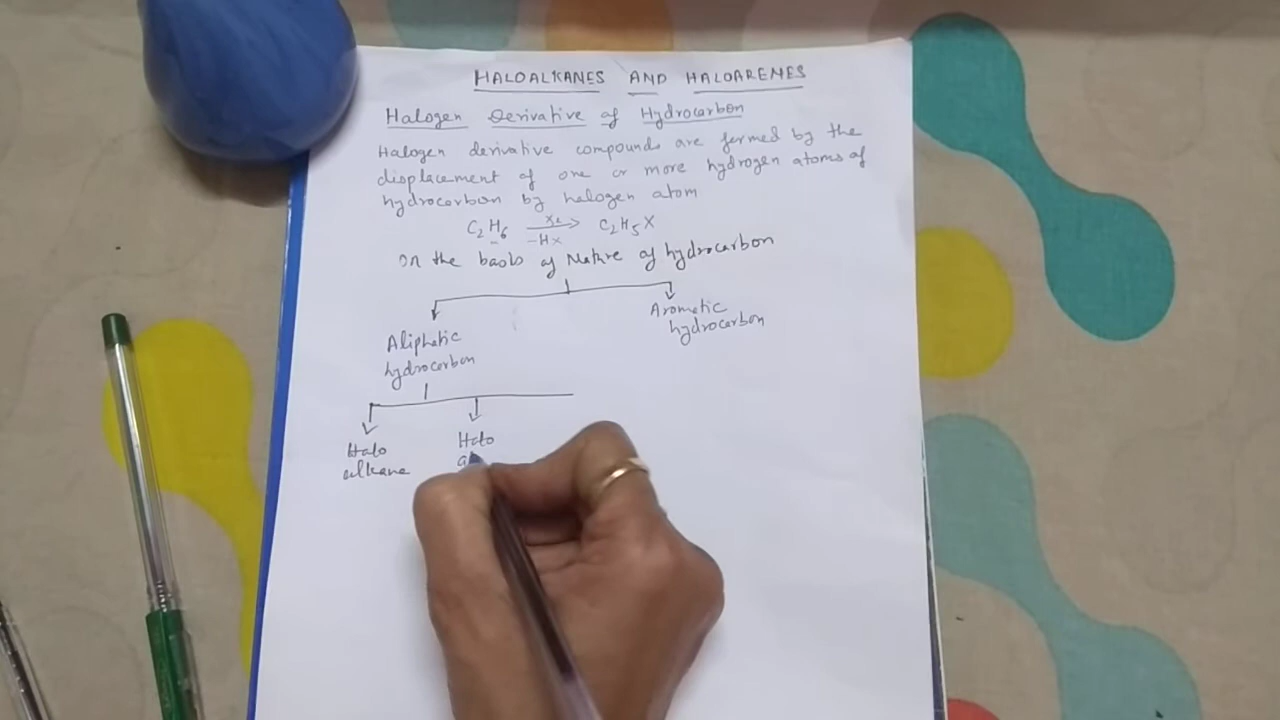 HALOALKANES AND HALOARENES
Halogen Derivative of Hydrocarbon
Halogen derivative compounds are formed by the
displacement of one or more hydrogen atoms of
hydrocarbon by halogen atom
C₂H₆ X₂ -HX → C₂H₅X
On the basis of Nature of hydrocarbon
Aliphatic
hydrocarbon
Aromatic
hydrocarbon
Halo
alkane
Halo